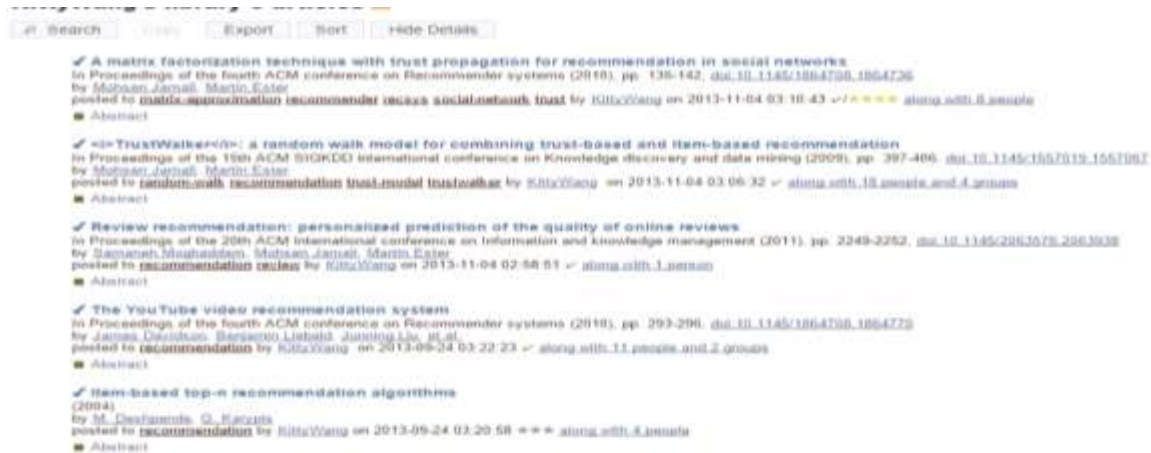 Search Copy Export Sort Hide Details
A matrix factorization technique with trust propagation for recommendation in social networks
In Proceedings of the fourth ACM conference on Recommender systems (2010), pp. 135-142, doi:10.1145/1864708.1864736
by Mohsen Jamali, Martin Ester
posted to matrix-approximation recommender recsys social-network trust by KittyWang on 2013-11-04 03:10:43 along with 8 people
Abstract
<i>TrustWalker</i>: a random walk model for combining trust-based and item-based recommendation
In Proceedings of the 15th ACM SIGKDD international conference on Knowledge discovery and data mining (2009), pp. 397-406, doi:10.1145/1557019.1557067
by Mohsen Jamali, Martin Ester
posted to random-walk recommendation trust-model trustwalker by KittyWang on 2013-11-04 03:06:32 along with 18 people and 4 groups
Abstract
Review recommendation: personalized prediction of the quality of online reviews
In Proceedings of the 20th ACM international conference on Information and knowledge management (2011), pp. 2249-2252, doi:10.1145/2063576.2063938
by Samaneh Moghaddam, Mohsen Jamali, Martin Ester
posted to recommendation review by KittyWang on 2013-11-04 02:58:51 along with 1 person
Abstract
The YouTube video recommendation system
In Proceedings of the fourth ACM conference on Recommender systems (2010), pp. 293-296, doi:10.1145/1864708.1864770
by James Davidson, Benjamin Liebald, Junning Liu, et al.
posted to recommendation by KittyWang on 2013-09-24 03:22:23 along with 11 people and 2 groups
Abstract
Item-based top-n recommendation algorithms
(2004)
by M. Deshpande, G. Karypis
posted to recommendation by KittyWang on 2013-09-24 03:20:58 along with 4 people
Abstract